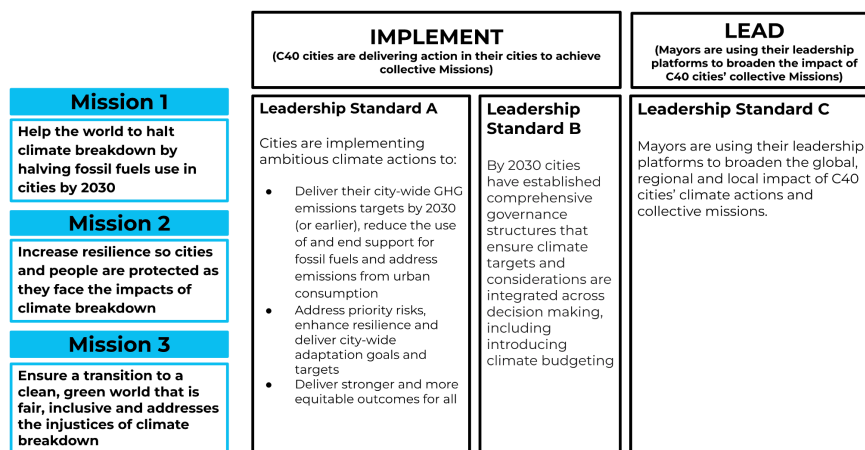 IMPLEMENT
(C40 cities are delivering action in their cities to achieve
collective Missions)
LEAD
(Mayors are using their leadership
platforms to broaden the impact of
C40 cities' collective Missions)
Mission 1
Help the world to halt
climate breakdown by
halving fossil fuels use in
cities by 2030
Mission 2
Increase resilience so cities
and people are protected as
they face the impacts of
climate breakdown
Mission 3
Ensure a transition to a
clean, green world that is
fair, inclusive and addresses
the injustices of climate
breakdown
Leadership Standard A
Cities are implementing
ambitious climate actions to:
● Deliver their city-wide GHG
emissions targets by 2030
(or earlier), reduce the use
of and end support for
fossil fuels and address
emissions from urban
consumption
● Address priority risks,
enhance resilience and
deliver city-wide
adaptation goals and
targets
● Deliver stronger and more
equitable outcomes for all
Leadership
Standard B
By 2030 cities
have established
comprehensive
governance
structures that
ensure climate
targets and
considerations are
integrated across
decision making,
including
introducing
climate budgeting
Leadership Standard C
Mayors are using their leadership
platforms to broaden the global,
regional and local impact of C40
cities' climate actions and
collective missions.